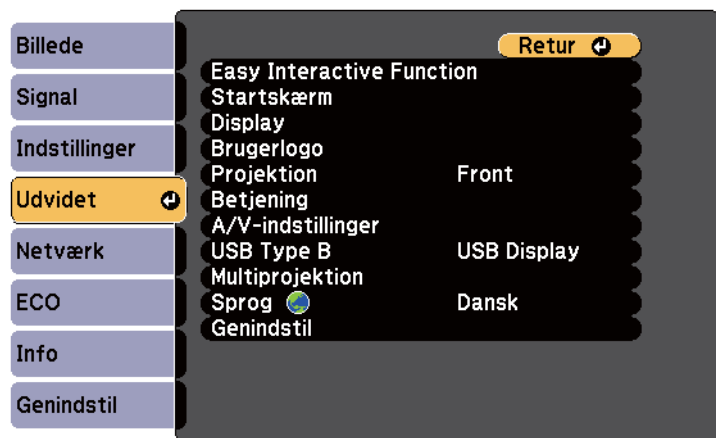 Billede
Signal
Indstillinger
Udvidet
Netværk
ECO
Info
Genindstil
Retur
Easy Interactive Function
Startskærm
Display
Brugerlogo
Projektion Front
Betjening
A/V-indstillinger
USB Type B USB Display
Multiprojektion
Sprog Dansk
Genindstil